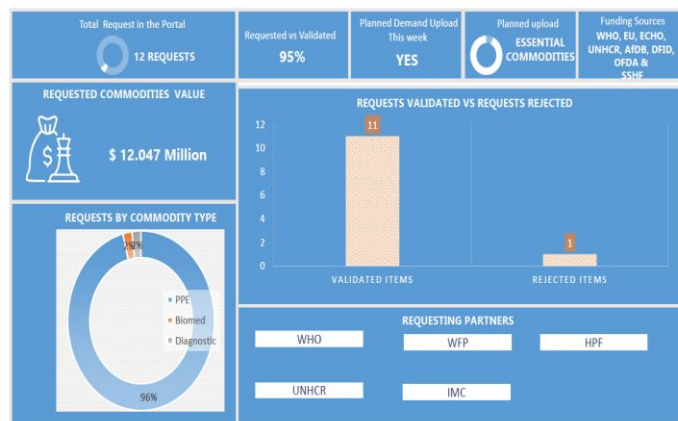 Total Request in the Portal
12 REQUESTS
Requested vs Validated
95%
Planned Demand Upload
This week
YES
Planned upload
ESSENTIAL
COMMODITIES
Funding Sources
WHO, EU, ECHO,
UNHCR, AfDB, DFID,
OFDA &
SSHF
REQUESTED COMMODITIES VALUE
$
$ 12.047 Million
REQUESTS VALIDATED VS REQUESTS REJECTED
12
10
8
6
4
2
0
11
1
VALIDATED ITEMS
REJECTED ITEMS
REQUESTS BY COMMODITY TYPE
2%
2%
PPE
Biomed
Diagnostic
96%
REQUESTING PARTNERS
WHO
WFP
HPF
UNHCR
IMC